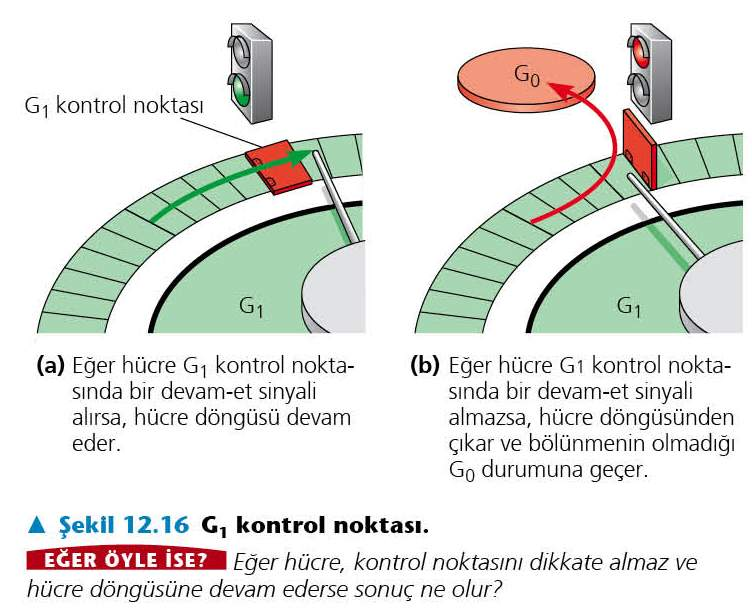 G₁ kontrol noktası
G₀
G₁
G₁
(a) Eğer hücre G₁ kontrol nokta-
sında bir devam-et sinyali
alırsa, hücre döngüsü devam
eder.
(b) Eğer hücre G1 kontrol nokta-
sında bir devam-et sinyali
almazsa, hücre döngüsünden
çıkar ve bölünmenin olmadığı
G₀ durumuna geçer.
▲ Şekil 12.16 G₁ kontrol noktası.
EĞER ÖYLE İSE? Eğer hücre, kontrol noktasını dikkate almaz ve
hücre döngüsüne devam ederse sonuç ne olur?